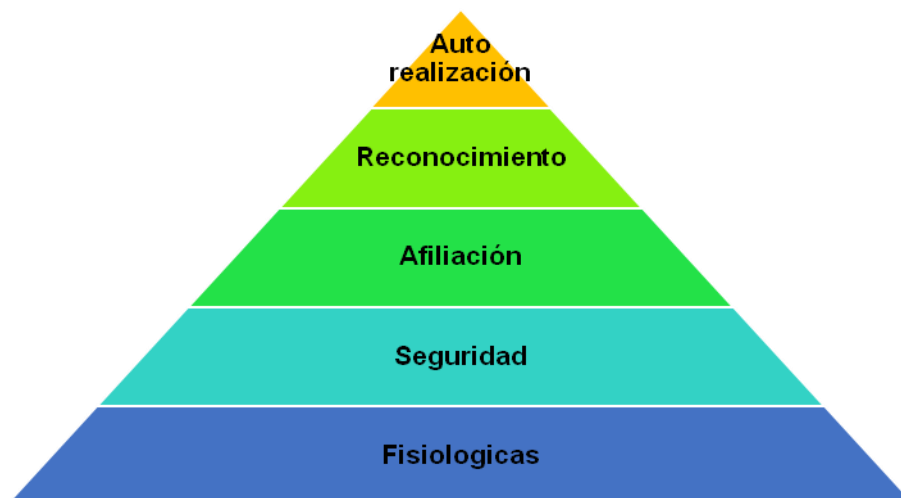 Auto
realización
Reconocimiento
Afiliación
Seguridad
Fisiologicas